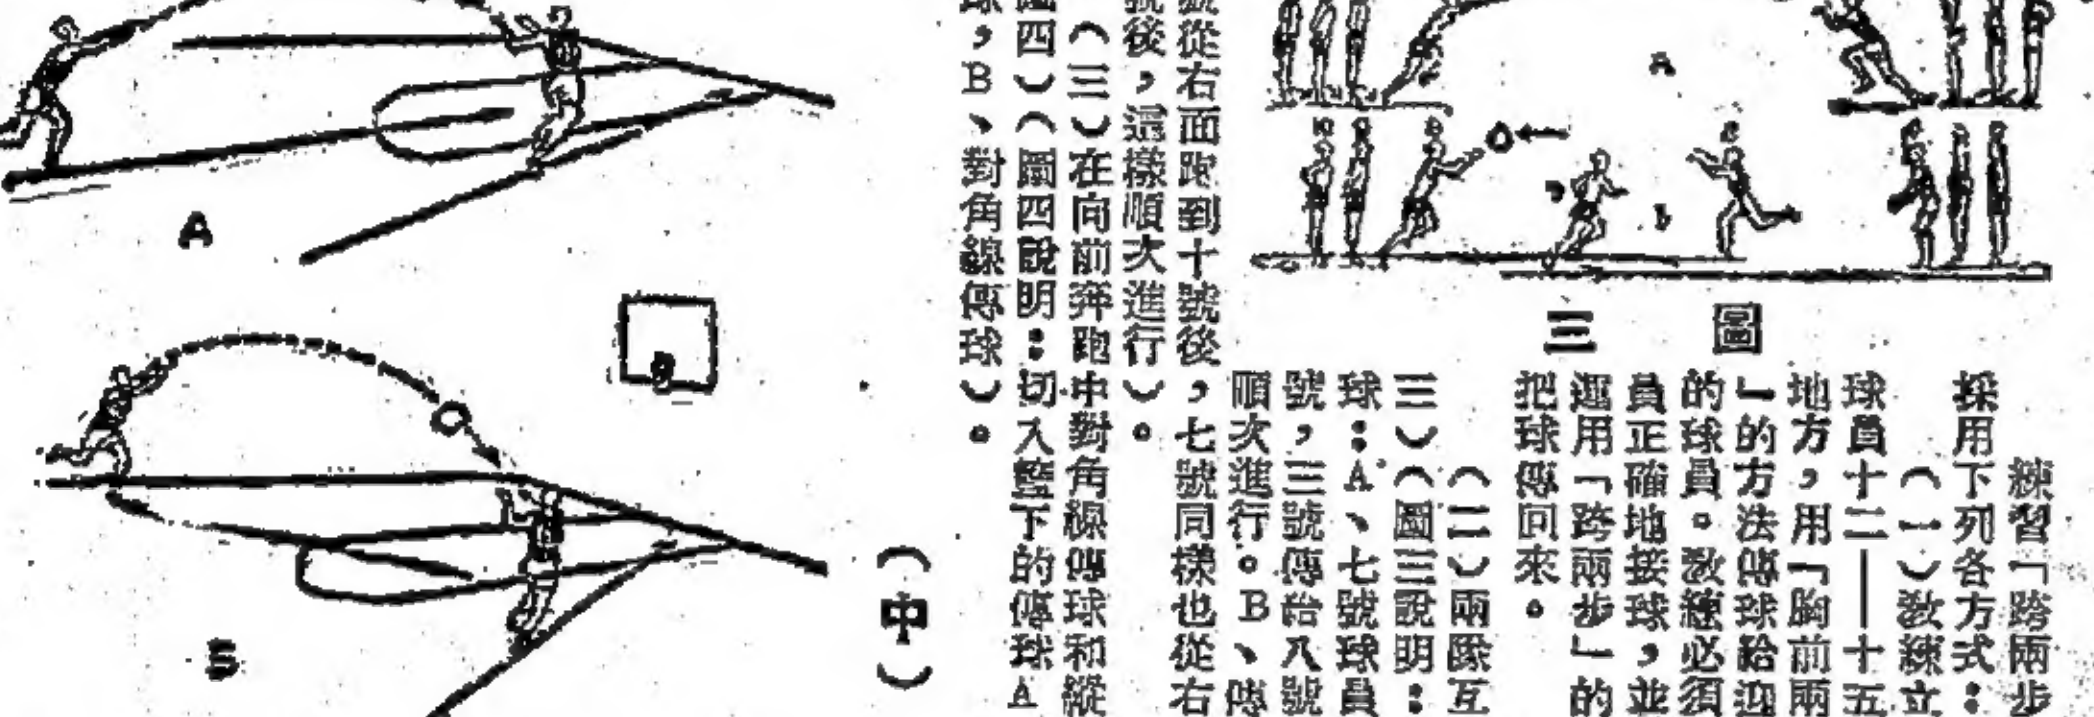 練習「跨兩步
採用下列各方式：
（一）教練立
球員十二——十五
地方，用「胸前兩
」的方法傳球給迎
的球員。教練必須
員正確地接球，並
運用「跨兩步」的
把球傳回來。
（二）兩隊互
三）（圖三說明：
球：A、七號球員
號，三號傳給八號
順次進行。B、傳
號從右面跑到十號後，七號同樣也從右
號後，這樣順次進行）。
（三）在向前奔跑中對角線傳球和縱
圖四）（圖四說明：切入籃下的傳球A
球，B、對角線傳球）。
（中）
圖三
a
b
A
B